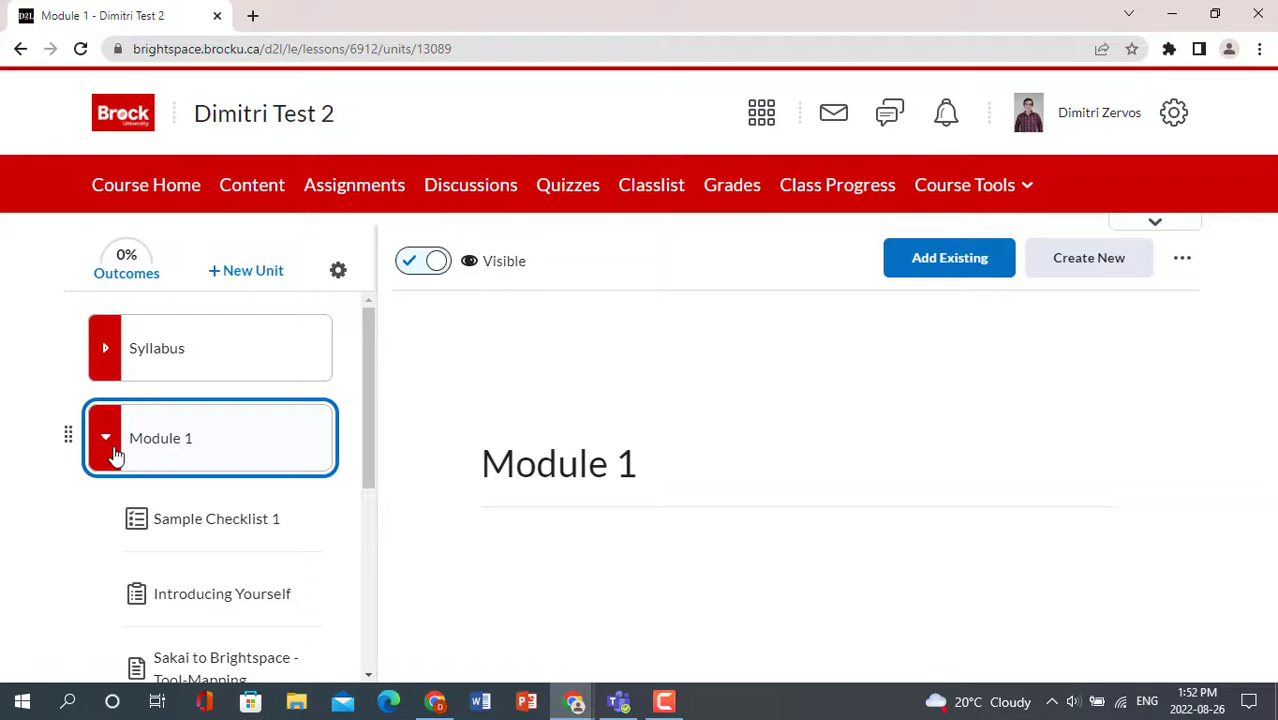 D2L Module 1 - Dimitri Test 2
brightspace.brocku.ca/d2l/le/lessons/6912/units/13089
Brock University
Dimitri Test 2
Dimitri Zervos
Course Home Content Assignments Discussions Quizzes Classlist Grades Class Progress Course Tools
0%
Outcomes
+ New Unit
Visible
Add Existing
Create New
Syllabus
Module 1
Module 1
Sample Checklist 1
Introducing Yourself
Sakai to Brightspace -
Tool-Mapping
20°C Cloudy
ENG
1:52 PM
2022-08-26